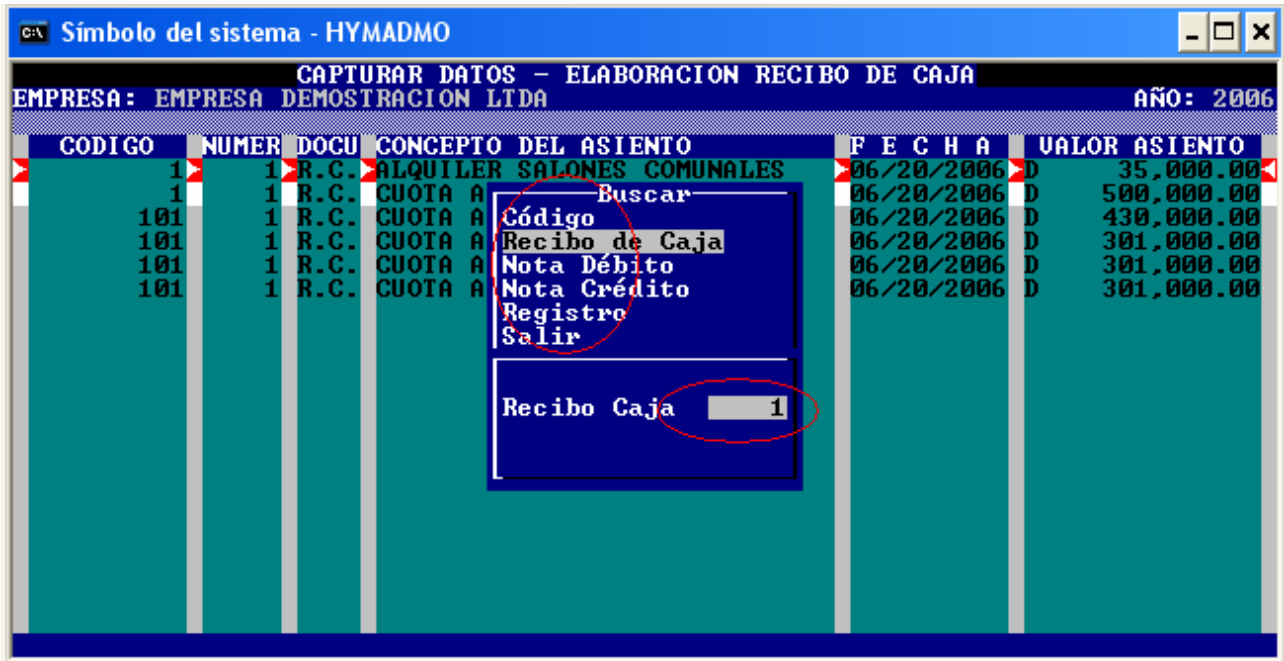 Símbolo del sistema - HYMADMO
CAPTURAR DATOS - ELABORACION RECIBO DE CAJA
EMPRESA: EMPRESA DEMOSTRACION LTDA AÑO: 2006
CODIGO NUMER DOCU CONCEPTO DEL ASIENTO F E C H A VALOR ASIENTO
1 1 R.C. ALQUILER SALONES COMUNALES 06/20/2006 D 35,000.00
1 1 R.C. CUOTA A 06/20/2006 D 500,000.00
101 1 R.C. CUOTA A 06/20/2006 D 430,000.00
101 1 R.C. CUOTA A 06/20/2006 D 301,000.00
101 1 R.C. CUOTA A 06/20/2006 D 301,000.00
101 1 R.C. CUOTA A 06/20/2006 D 301,000.00
Buscar
Código
Recibo de Caja
Nota Débito
Nota Crédito
Registro
Salir
Recibo Caja 1